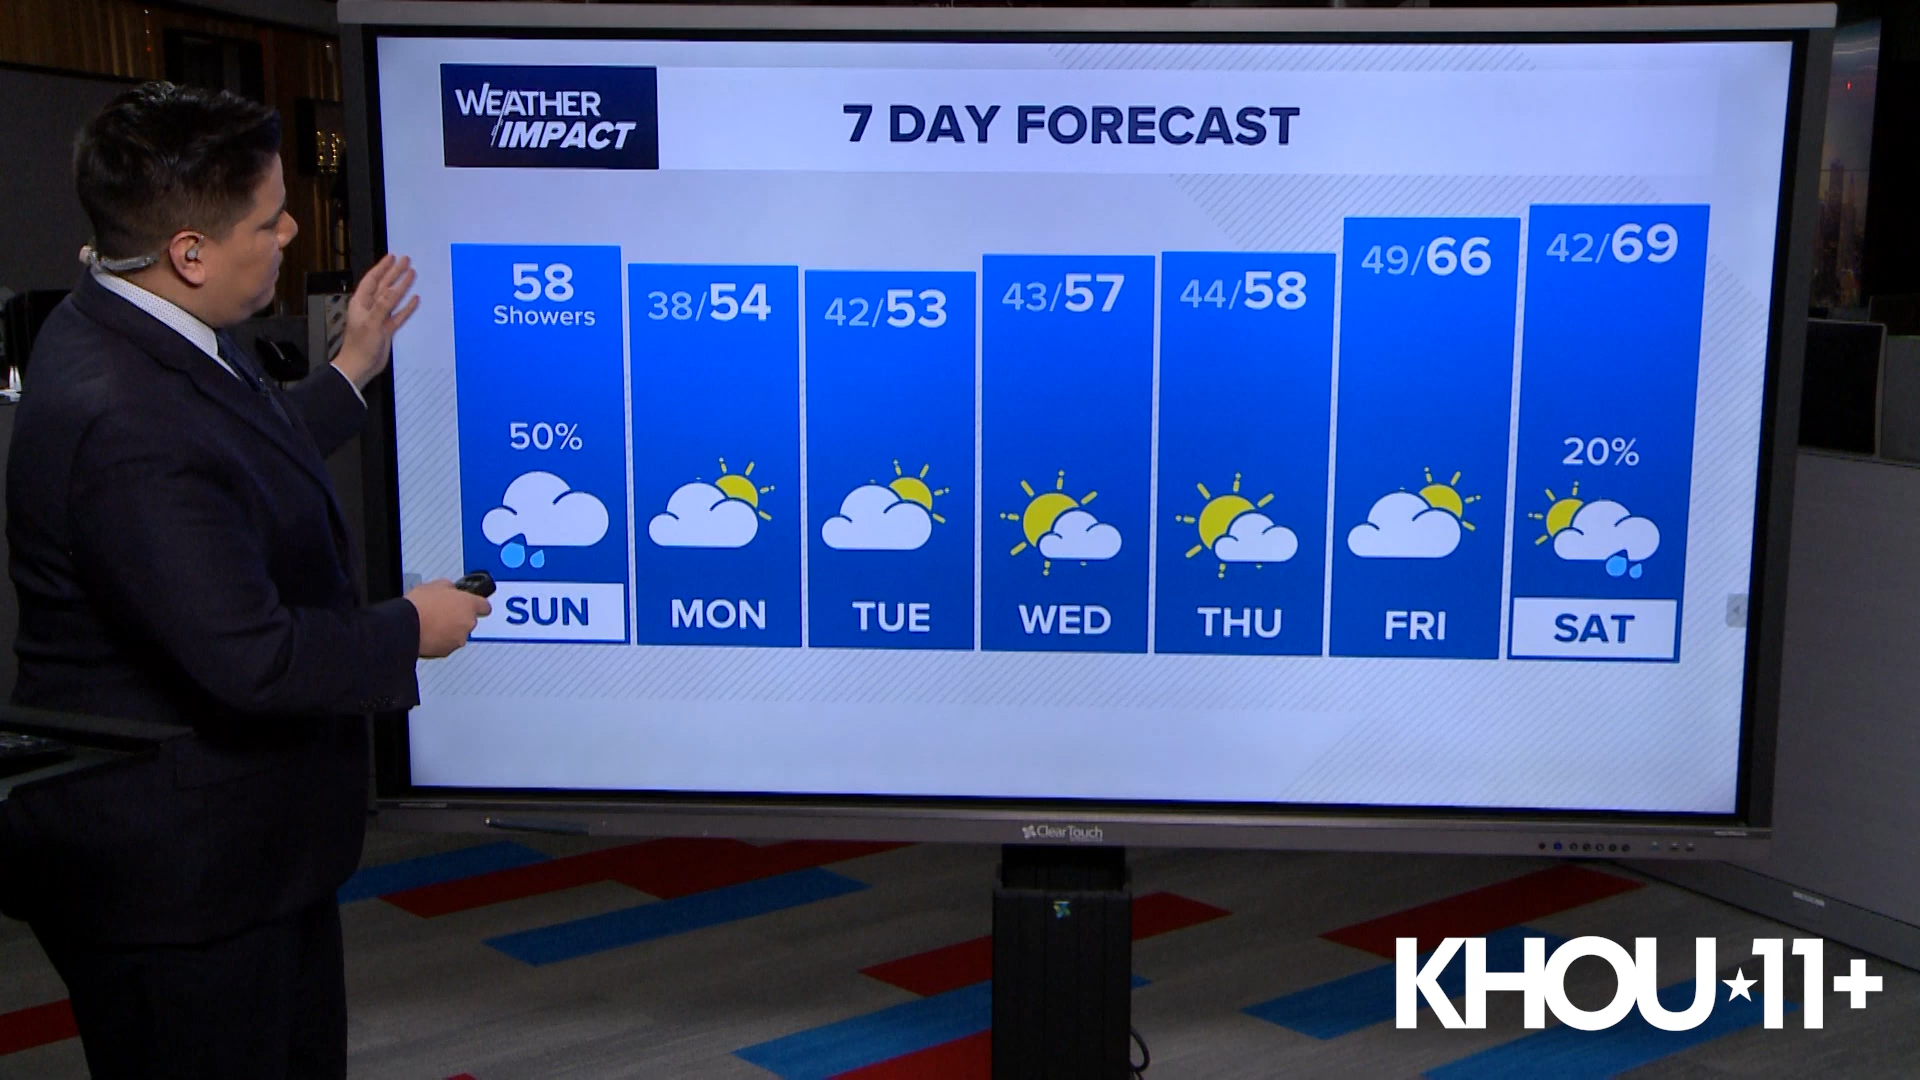 WEATHER
IMPACT
7 DAY FORECAST
58
Showers
50%
SUN
38/54
MON
42/53
TUE
43/57
WED
44/58
THU
49/66
FRI
42/69
20%
SAT
ClearTouch
KHOU★11+